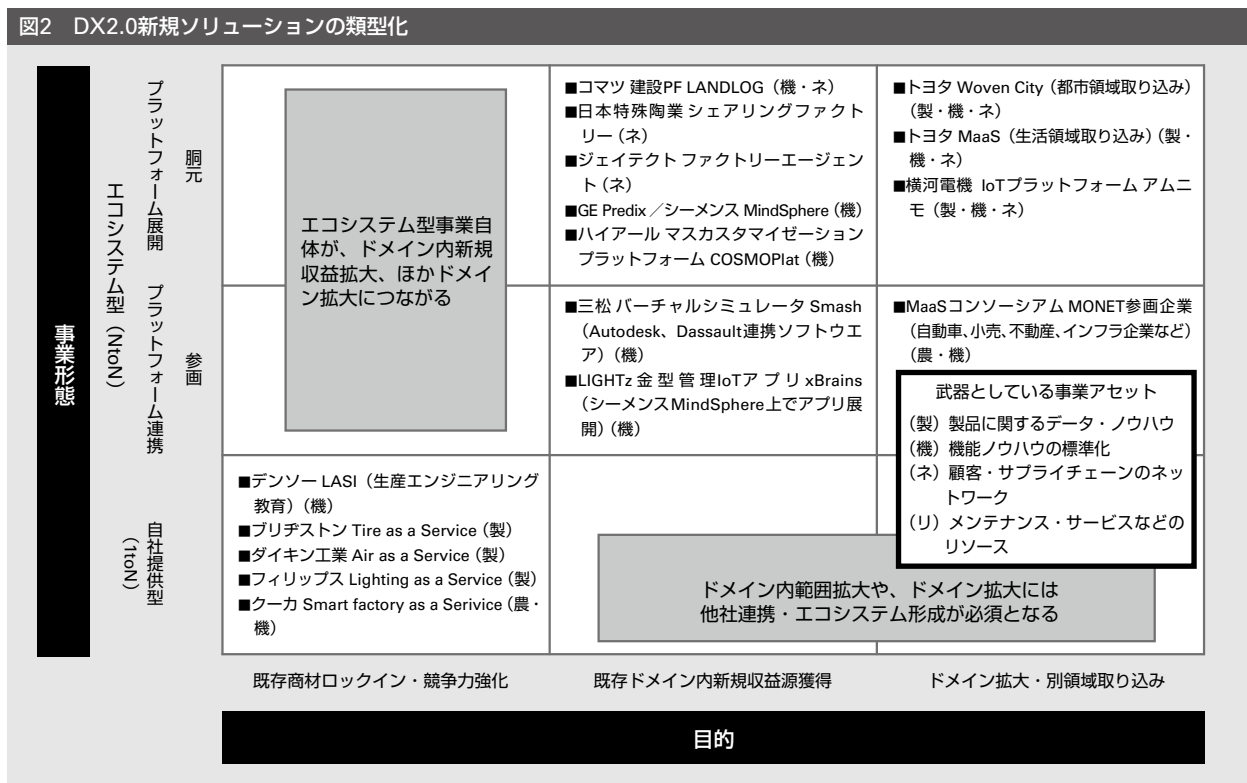 図2 DX2.0新規ソリューションの類型化
事業形態
エコシステム型(NtoN)
プラットフォーム展開
胴元
エコシステム型事業自
体が、ドメイン内新規
収益拡大、ほかドメイ
ン拡大につながる
■コマツ 建設PF LANDLOG(機・ネ)
■日本特殊陶業 シェアリングファクト
リー(ネ)
■ジェイテクト ファクトリーエージェン
ト(ネ)
■GE Predix/シーメンス MindSphere(機)
■ハイアール マスカスタマイゼーション
プラットフォーム COSMOPlat(機)
■トヨタ Woven City(都市領域取り込み)
(製・機・ネ)
■トヨタ MaaS(生活領域取り込み)(製・
機・ネ)
■横河電機 IoTプラットフォーム アムニ
モ(製・機・ネ)
プラットフォーム連携
参画
■三松 バーチャルシミュレータ Smash
(Autodesk、Dassault連携ソフトウエ
ア)(機)
■LIGHTz 金型管理IoTアプリ xBrains
(シーメンスMindSphere上でアプリ展
開)(機)
■MaaSコンソーシアム MONET参画企業
(自動車、小売、不動産、インフラ企業など)
(農・機)
武器としている事業アセット
(製)製品に関するデータ・ノウハウ
(機)機能ノウハウの標準化
(ネ)顧客・サプライチェーンのネッ
トワーク
(リ)メンテナンス・サービスなどの
リソース
自社提供型
(1toN)
■デンソー LASI(生産エンジニアリング
教育)(機)
■ブリヂストン Tire as a Service(製)
■ダイキン工業 Air as a Service(製)
■フィリップス Lighting as a Service(製)
■クーカ Smart factory as a Serivice(農・
機)
ドメイン内範囲拡大や、ドメイン拡大には
他社連携・エコシステム形成が必須となる
既存商材ロックイン・競争力強化
既存ドメイン内新規収益源獲得
ドメイン拡大・別領域取り込み
目的